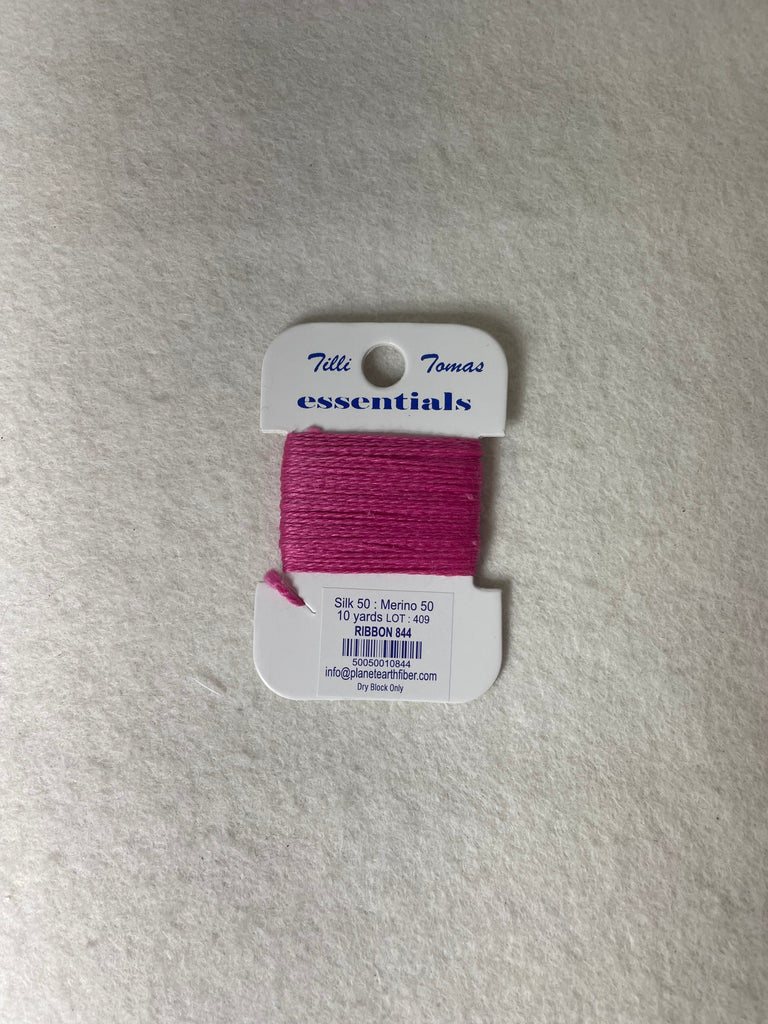 Tilli Tomas
essentials
Silk 50 : Merino 50
10 yards LOT : 409
RIBBON 844
50050010844
info@planetearthfiber.com
Dry Block Only